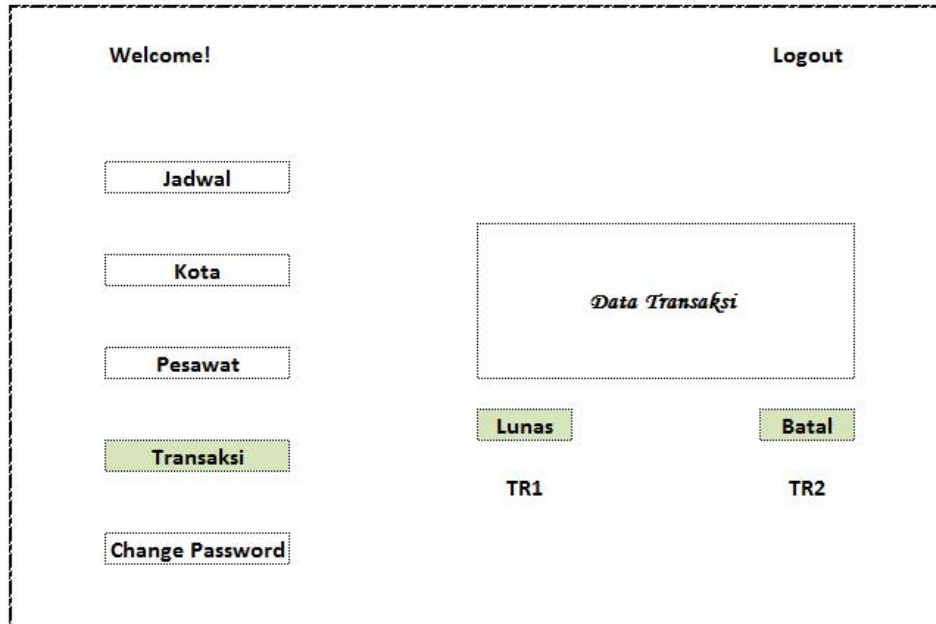 Welcome!
Logout
Jadwal
Kota
Data Transaksi
Pesawat
Lunas
Batal
Transaksi
TR1
TR2
Change Password